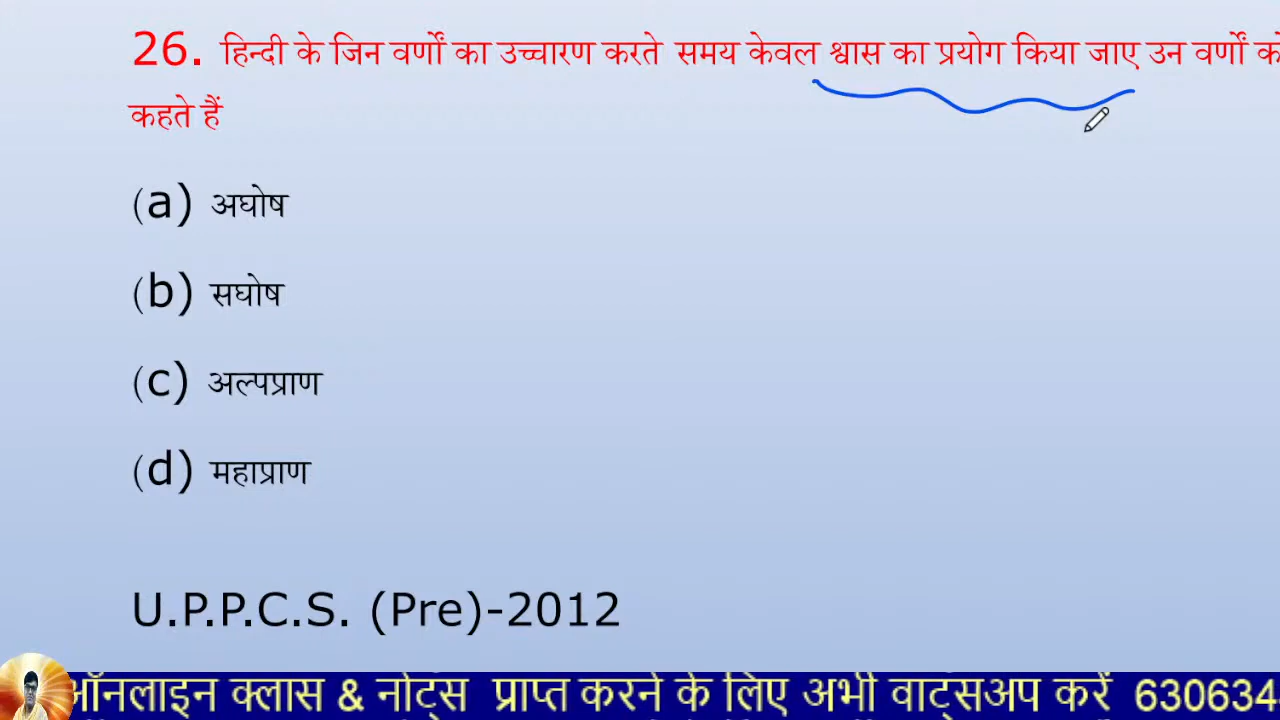 26. हिन्दी के जिन वर्णों का उच्चारण करते समय केवल श्वास का प्रयोग किया जाए उन वर्णों को
कहते हैं
(a) अघोष
(b) सघोष
(c) अल्पप्राण
(d) महाप्राण
U.P.P.C.S. (Pre)-2012
ऑनलाइन क्लास & नोट्स प्राप्त करने के लिए अभी वाट्सअप करें 630634